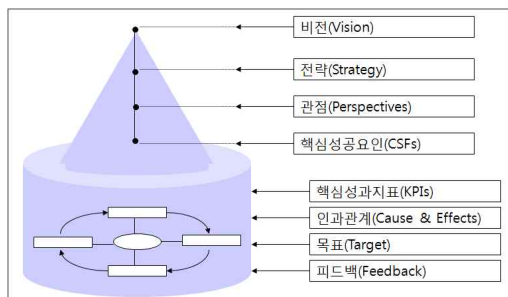 비전(Vision)
전략(Strategy)
관점(Perspectives)
핵심성공요인(CSFs)
핵심성과지표(KPIs)
인과관계(Cause & Effects)
목표(Target)
피드백(Feedback)